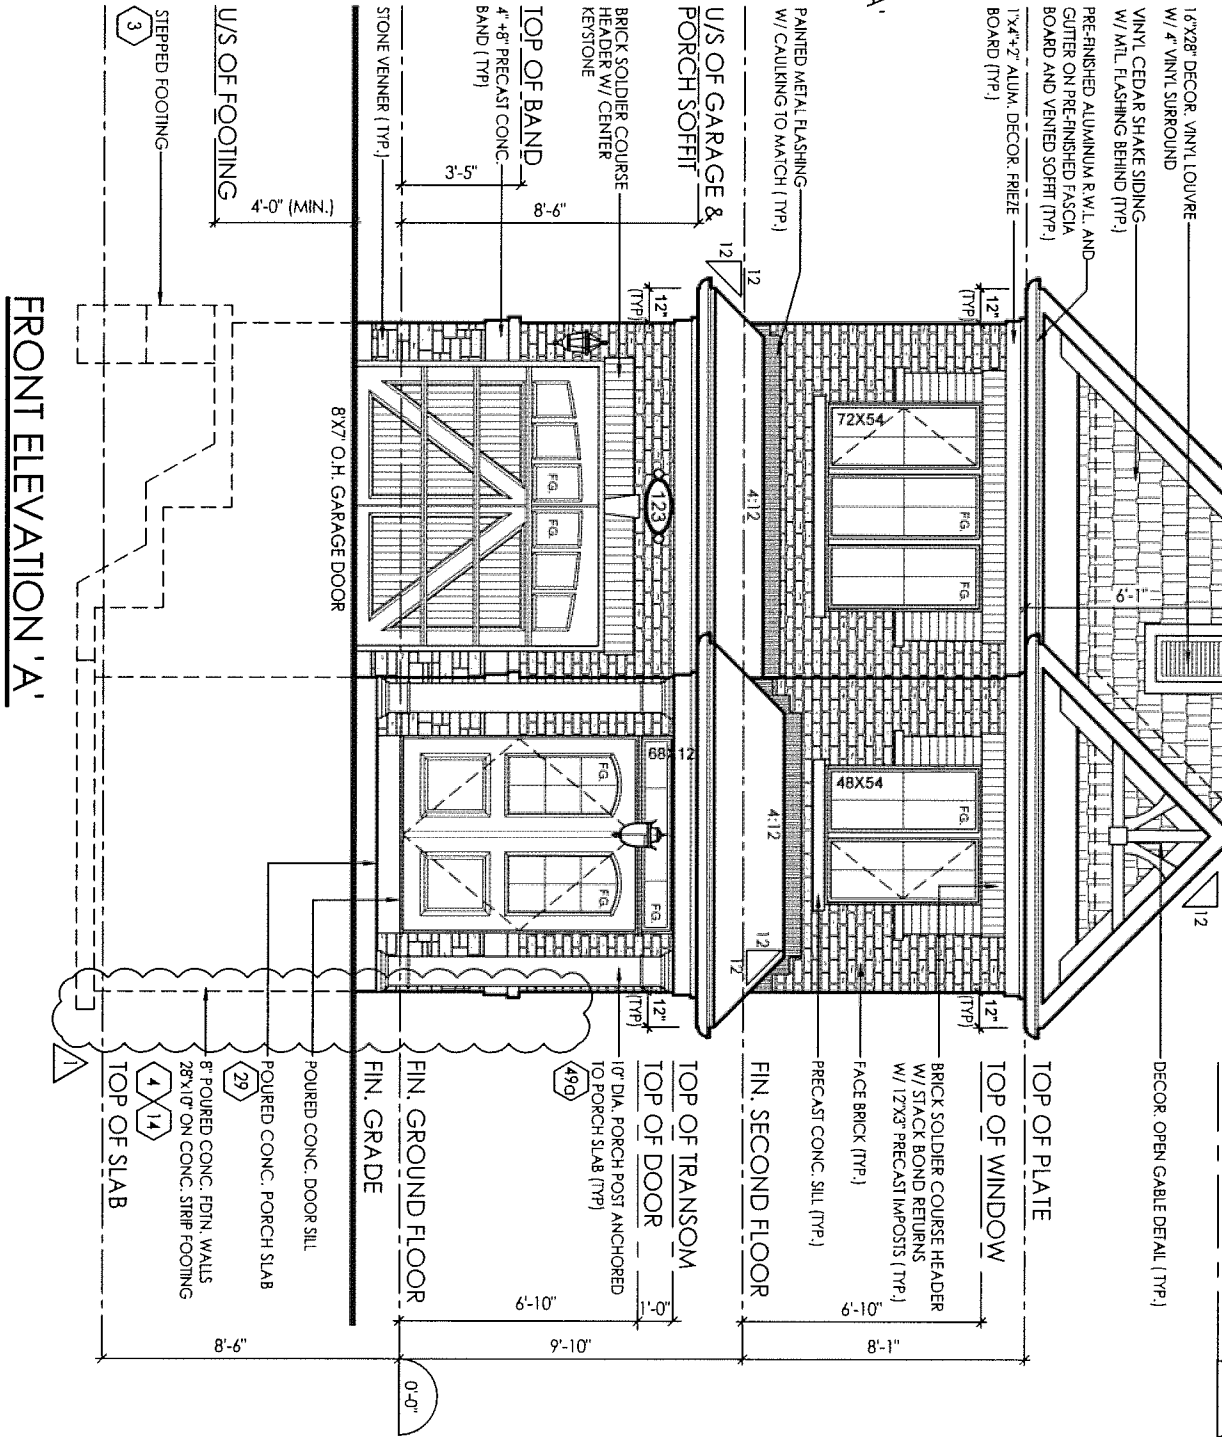 A'
16"X28" DECOR. VINYL LOUVRE
W/ 4" VINYL SURROUND
VINYL CEDAR SHAKE SIDING
W/ MTL. FLASHING BEHIND (TYP.)
PRE-FINISHED ALUMINUM R.W.L. AND
GUTTER ON PRE-FINISHED FASCIA
BOARD AND VENTED SOFFIT (TYP.)
1"x4"+2" ALUM. DECOR. FRIEZE
BOARD (TYP.)
PAINTED METAL FLASHING
W/ CAULKING TO MATCH ( TYP.)
U/S OF GARAGE &
PORCH SOFFIT
BRICK SOLDIER COURSE
HEADER W/ CENTER
KEYSTONE
TOP OF BAND
4" +8" PRECAST CONC.
BAND ( TYP)
STONE VENNER ( TYP.)
U/S OF FOOTING
STEPPED FOOTING
3
3'-5"
8'-6"
4'-0" (MIN.)
12
12
12"
(TYP)
12"
(TYP)
6'-1"
72X54
FG.
FG.
4:12
123
FG.
FG.
8'X7' O.H. GARAGE DOOR
48X54
FG.
4:12
68X12
FG.
FG.
FG.
12
12
12
12"
(TYP)
12"
(TYP)
DECOR. OPEN GABLE DETAIL ( TYP.)
TOP OF PLATE
TOP OF WINDOW
BRICK SOLDIER COURSE HEADER
W/ STACK BOND RETURNS
W/ 12"X3" PRECAST IMPOSTS ( TYP.)
FACE BRICK (TYP.)
PRECAST CONC. SILL (TYP.)
FIN. SECOND FLOOR
TOP OF TRANSOM
TOP OF DOOR
10" DIA. PORCH POST ANCHORED
TO PORCH SLAB (TYP)
49a
FIN. GROUND FLOOR
FIN. GRADE
POURED CONC. DOOR SILL
POURED CONC. PORCH SLAB
29
8" POURED CONC. FDTN. WALLS
28"X10" ON CONC. STRIP FOOTING
4
14
TOP OF SLAB
1
6'-10"
8'-1"
1'-0"
6'-10"
9'-10"
8'-6"
0'-0"
FRONT ELEVATION 'A'